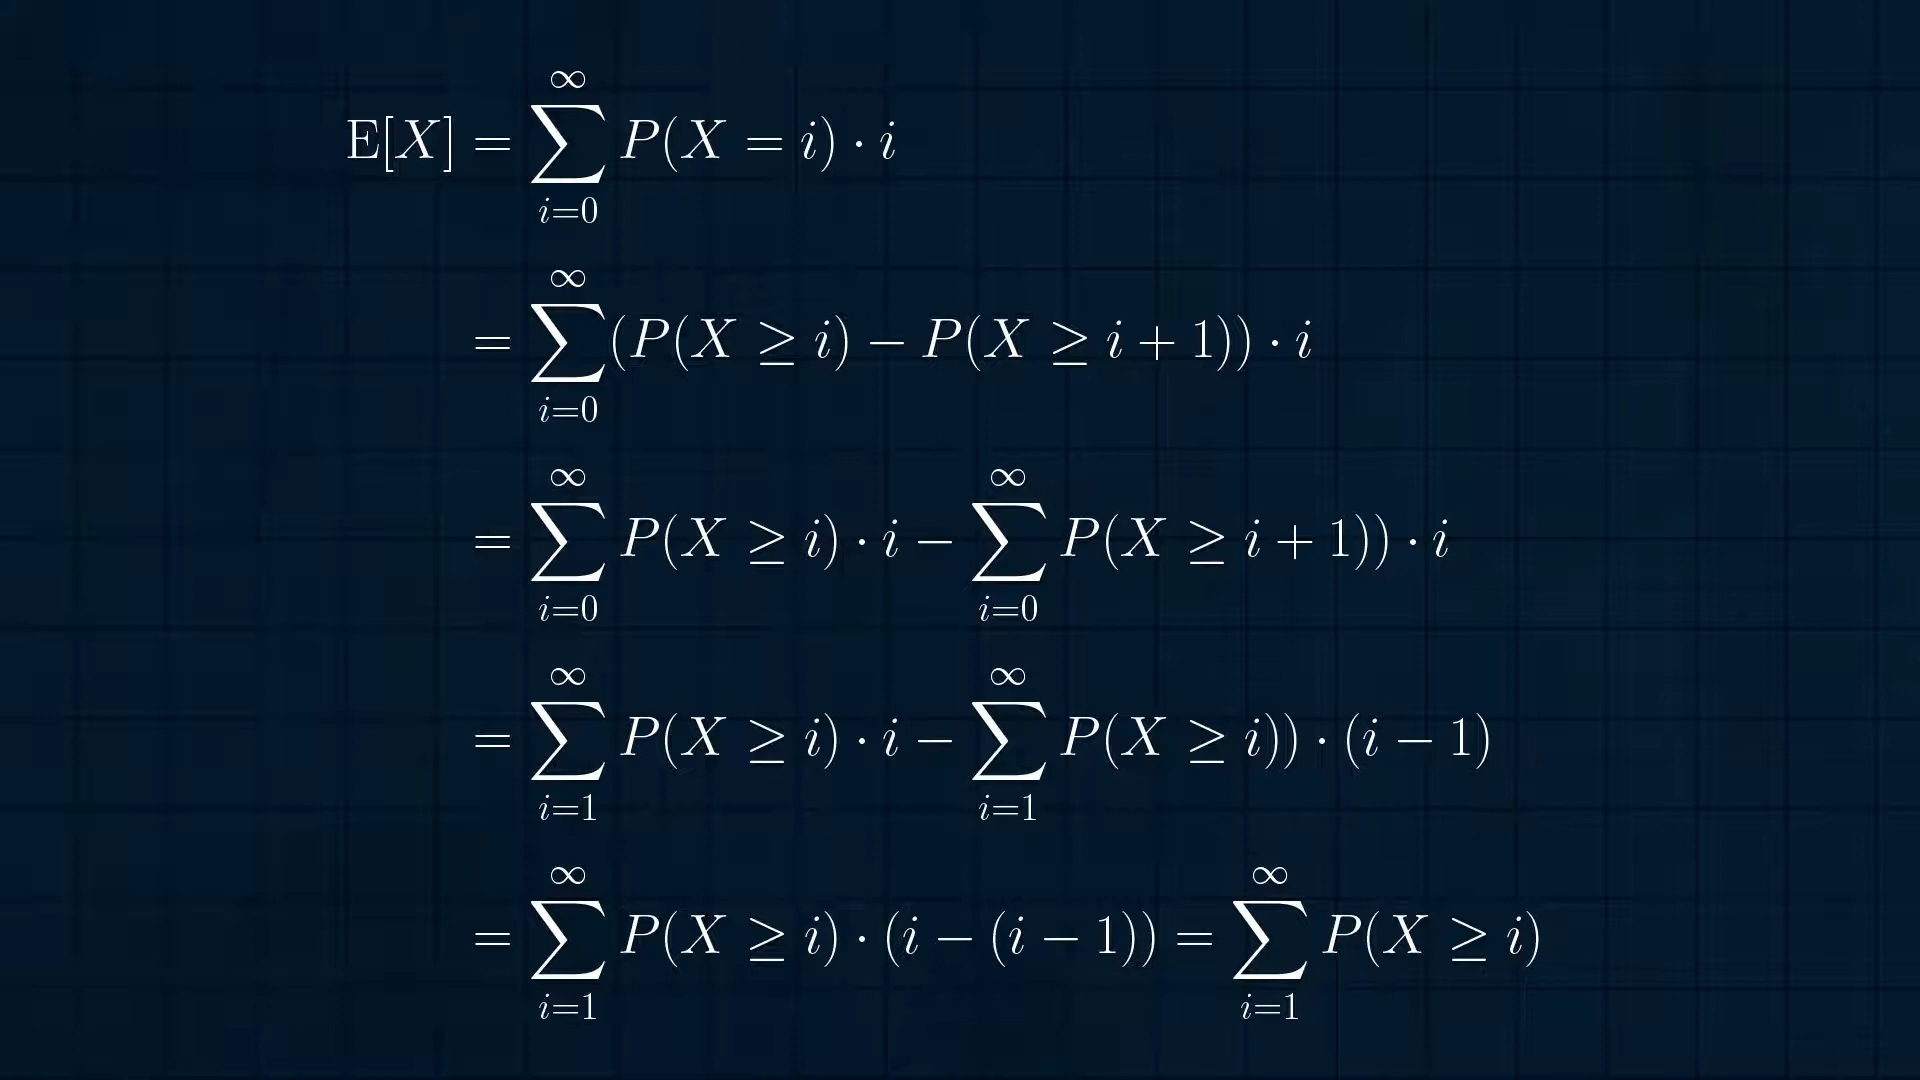 E[X] = ∑_{i=0}^{∞} P(X = i) · i
= ∑_{i=0}^{∞} (P(X ≥ i) − P(X ≥ i + 1)) · i
= ∑_{i=0}^{∞} P(X ≥ i) · i − ∑_{i=0}^{∞} P(X ≥ i + 1)) · i
= ∑_{i=1}^{∞} P(X ≥ i) · i − ∑_{i=1}^{∞} P(X ≥ i)) · (i − 1)
= ∑_{i=1}^{∞} P(X ≥ i) · (i − (i − 1)) = ∑_{i=1}^{∞} P(X ≥ i)